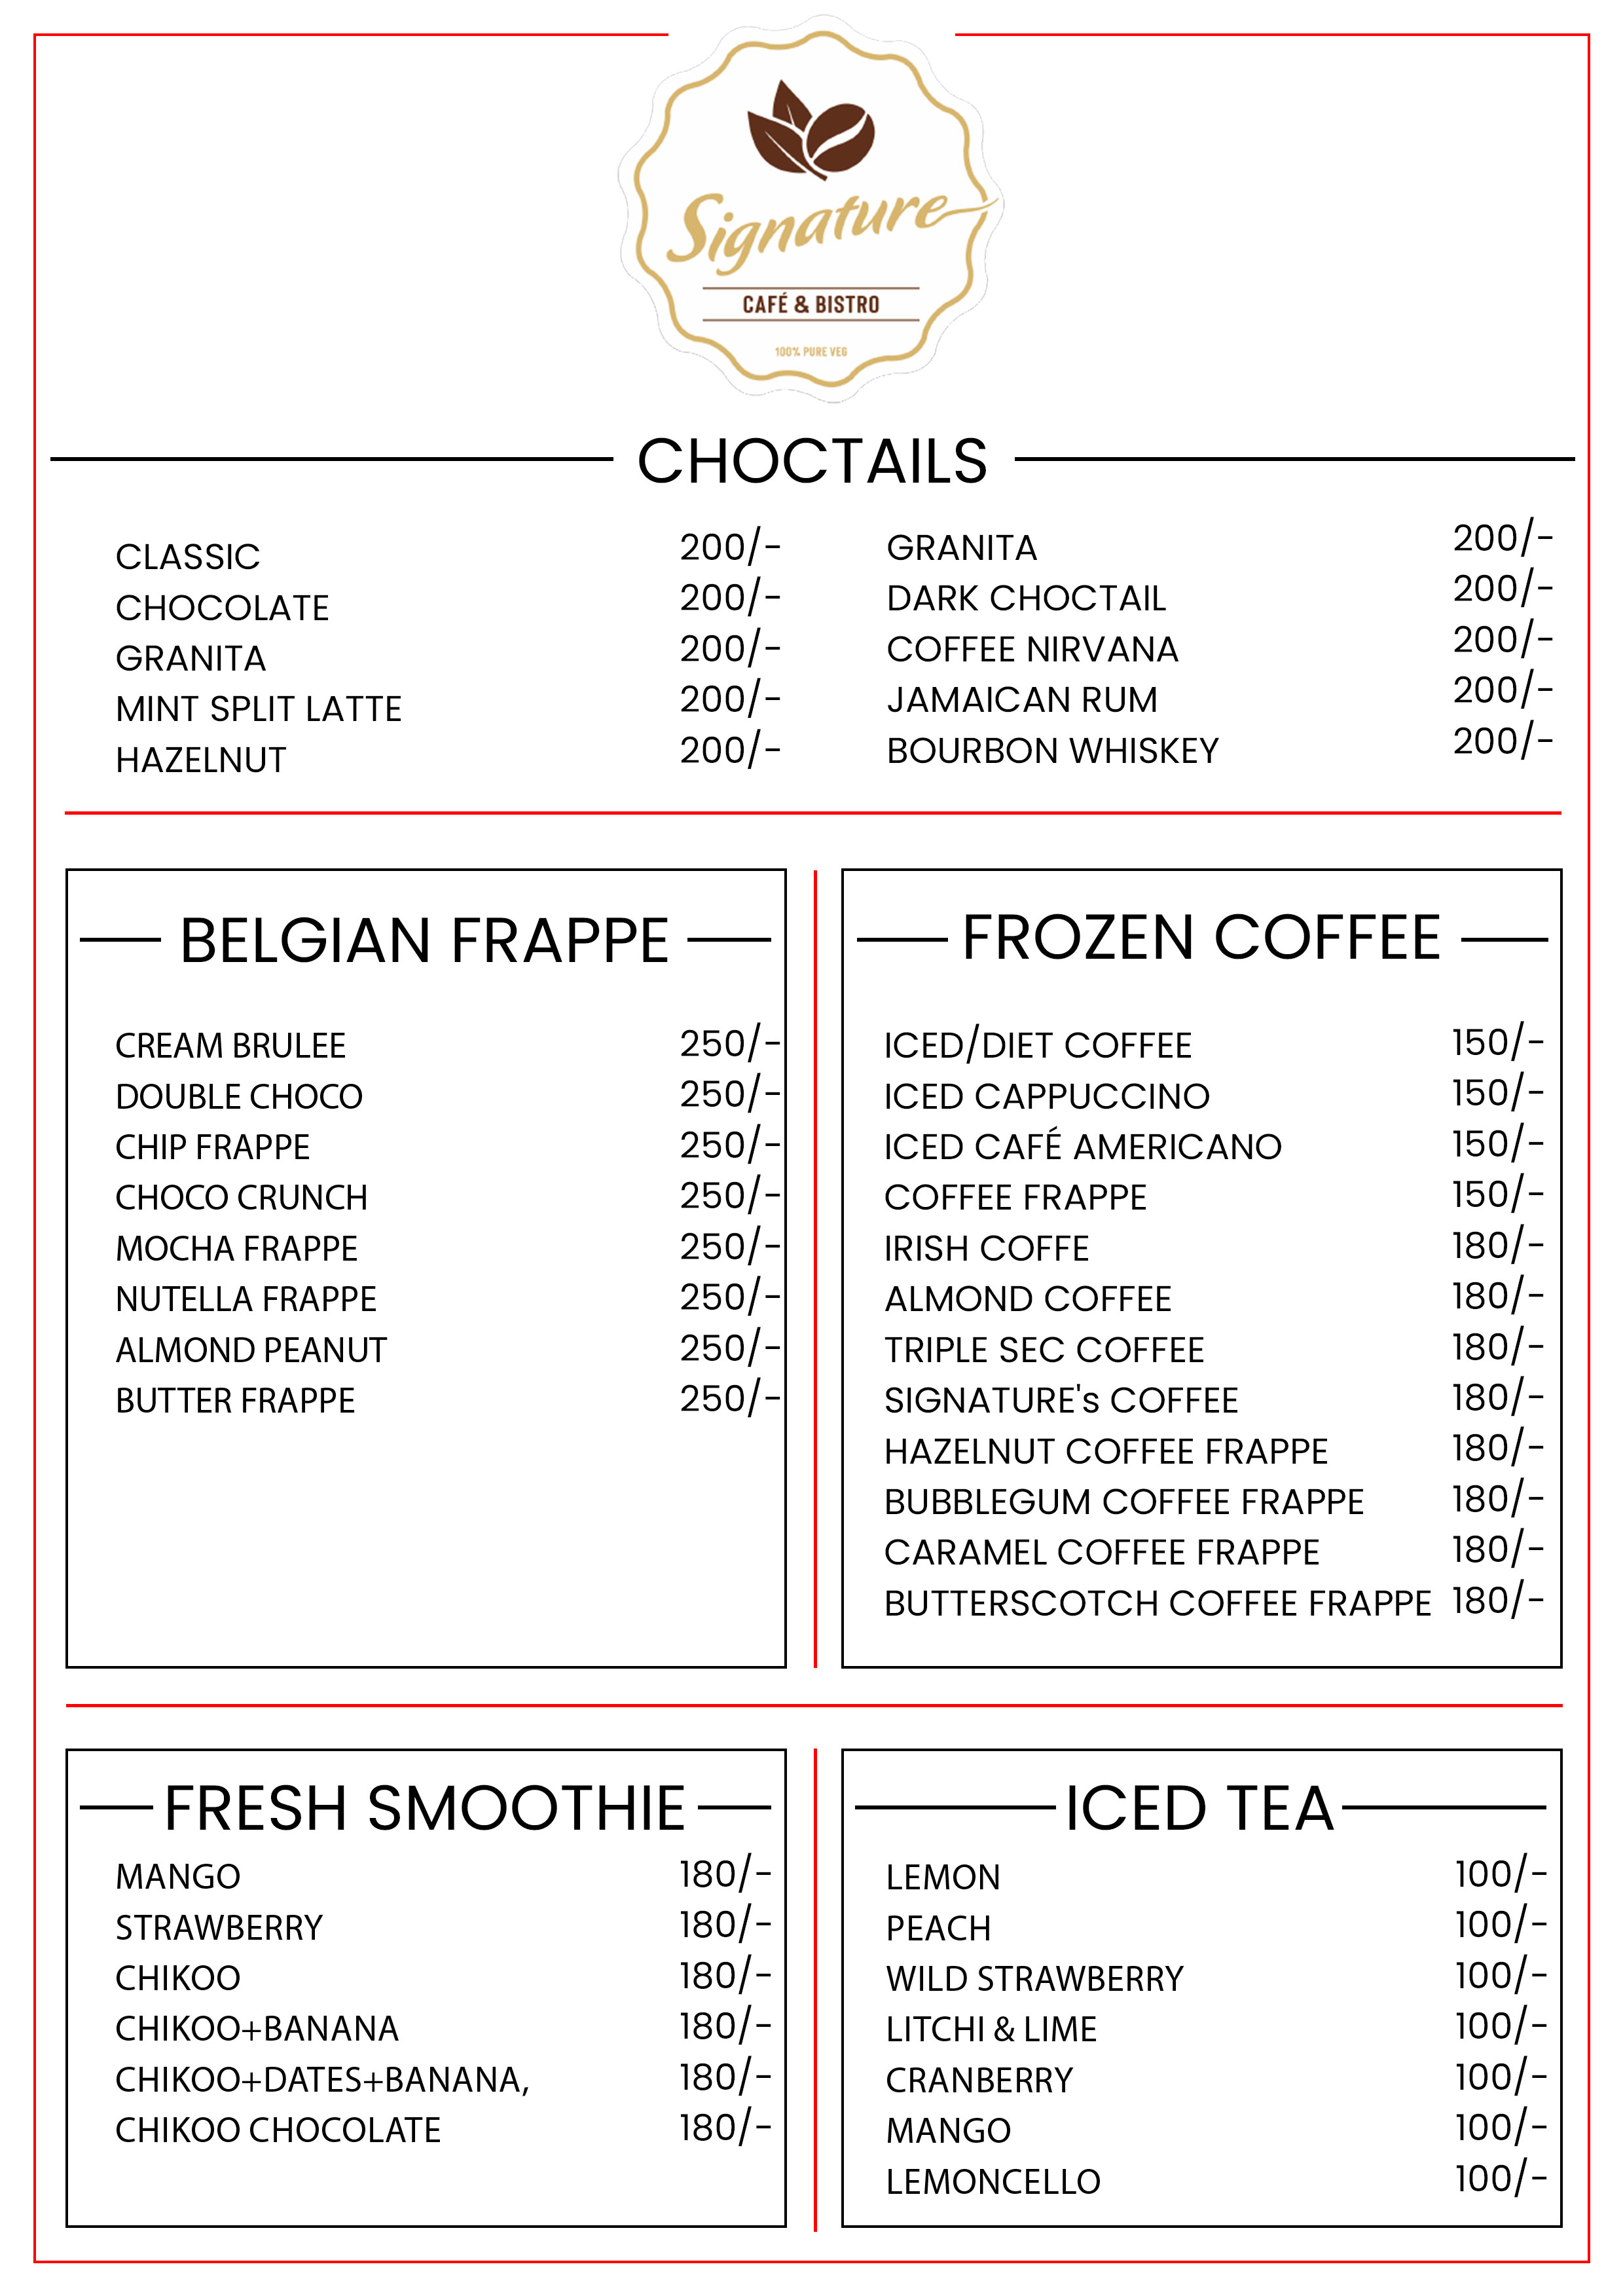 Signature
CAFÉ & BISTRO
100% PURE VEG
CHOCTAILS
CLASSIC 200/-
CHOCOLATE 200/-
GRANITA 200/-
MINT SPLIT LATTE 200/-
HAZELNUT 200/-
GRANITA 200/-
DARK CHOCTAIL 200/-
COFFEE NIRVANA 200/-
JAMAICAN RUM 200/-
BOURBON WHISKEY 200/-
BELGIAN FRAPPE
CREAM BRULEE 250/-
DOUBLE CHOCO 250/-
CHIP FRAPPE 250/-
CHOCO CRUNCH 250/-
MOCHA FRAPPE 250/-
NUTELLA FRAPPE 250/-
ALMOND PEANUT 250/-
BUTTER FRAPPE 250/-
FROZEN COFFEE
ICED/DIET COFFEE 150/-
ICED CAPPUCCINO 150/-
ICED CAFÉ AMERICANO 150/-
COFFEE FRAPPE 150/-
IRISH COFFE 180/-
ALMOND COFFEE 180/-
TRIPLE SEC COFFEE 180/-
SIGNATURE's COFFEE 180/-
HAZELNUT COFFEE FRAPPE 180/-
BUBBLEGUM COFFEE FRAPPE 180/-
CARAMEL COFFEE FRAPPE 180/-
BUTTERSCOTCH COFFEE FRAPPE 180/-
FRESH SMOOTHIE
MANGO 180/-
STRAWBERRY 180/-
CHIKOO 180/-
CHIKOO+BANANA 180/-
CHIKOO+DATES+BANANA, 180/-
CHIKOO CHOCOLATE 180/-
ICED TEA
LEMON 100/-
PEACH 100/-
WILD STRAWBERRY 100/-
LITCHI & LIME 100/-
CRANBERRY 100/-
MANGO 100/-
LEMONCELLO 100/-